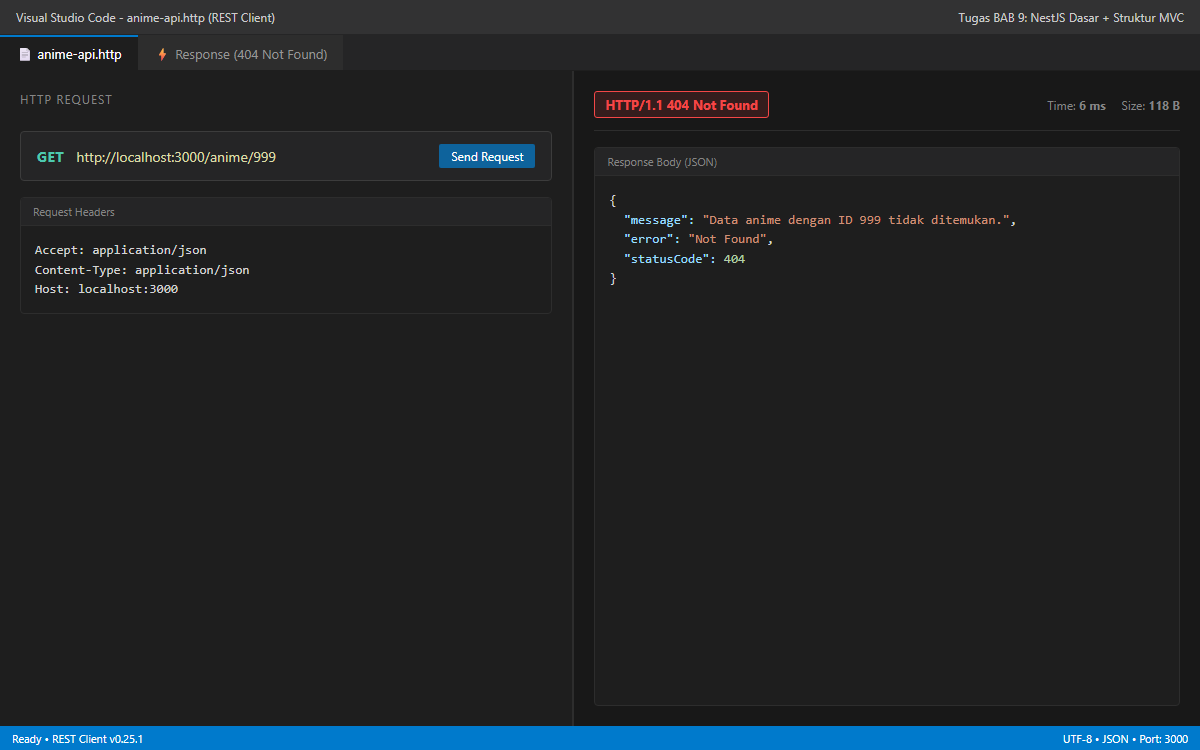 Visual Studio Code - anime-api.http (REST Client)
Tugas BAB 9: NestJS Dasar + Struktur MVC
anime-api.http
Response (404 Not Found)
HTTP REQUEST
GET http://localhost:3000/anime/999
Send Request
Request Headers
Accept: application/json
Content-Type: application/json
Host: localhost:3000
HTTP/1.1 404 Not Found
Time: 6 ms Size: 118 B
Response Body (JSON)
{
  "message": "Data anime dengan ID 999 tidak ditemukan.",
  "error": "Not Found",
  "statusCode": 404
}
Ready • REST Client v0.25.1
UTF-8 • JSON • Port: 3000